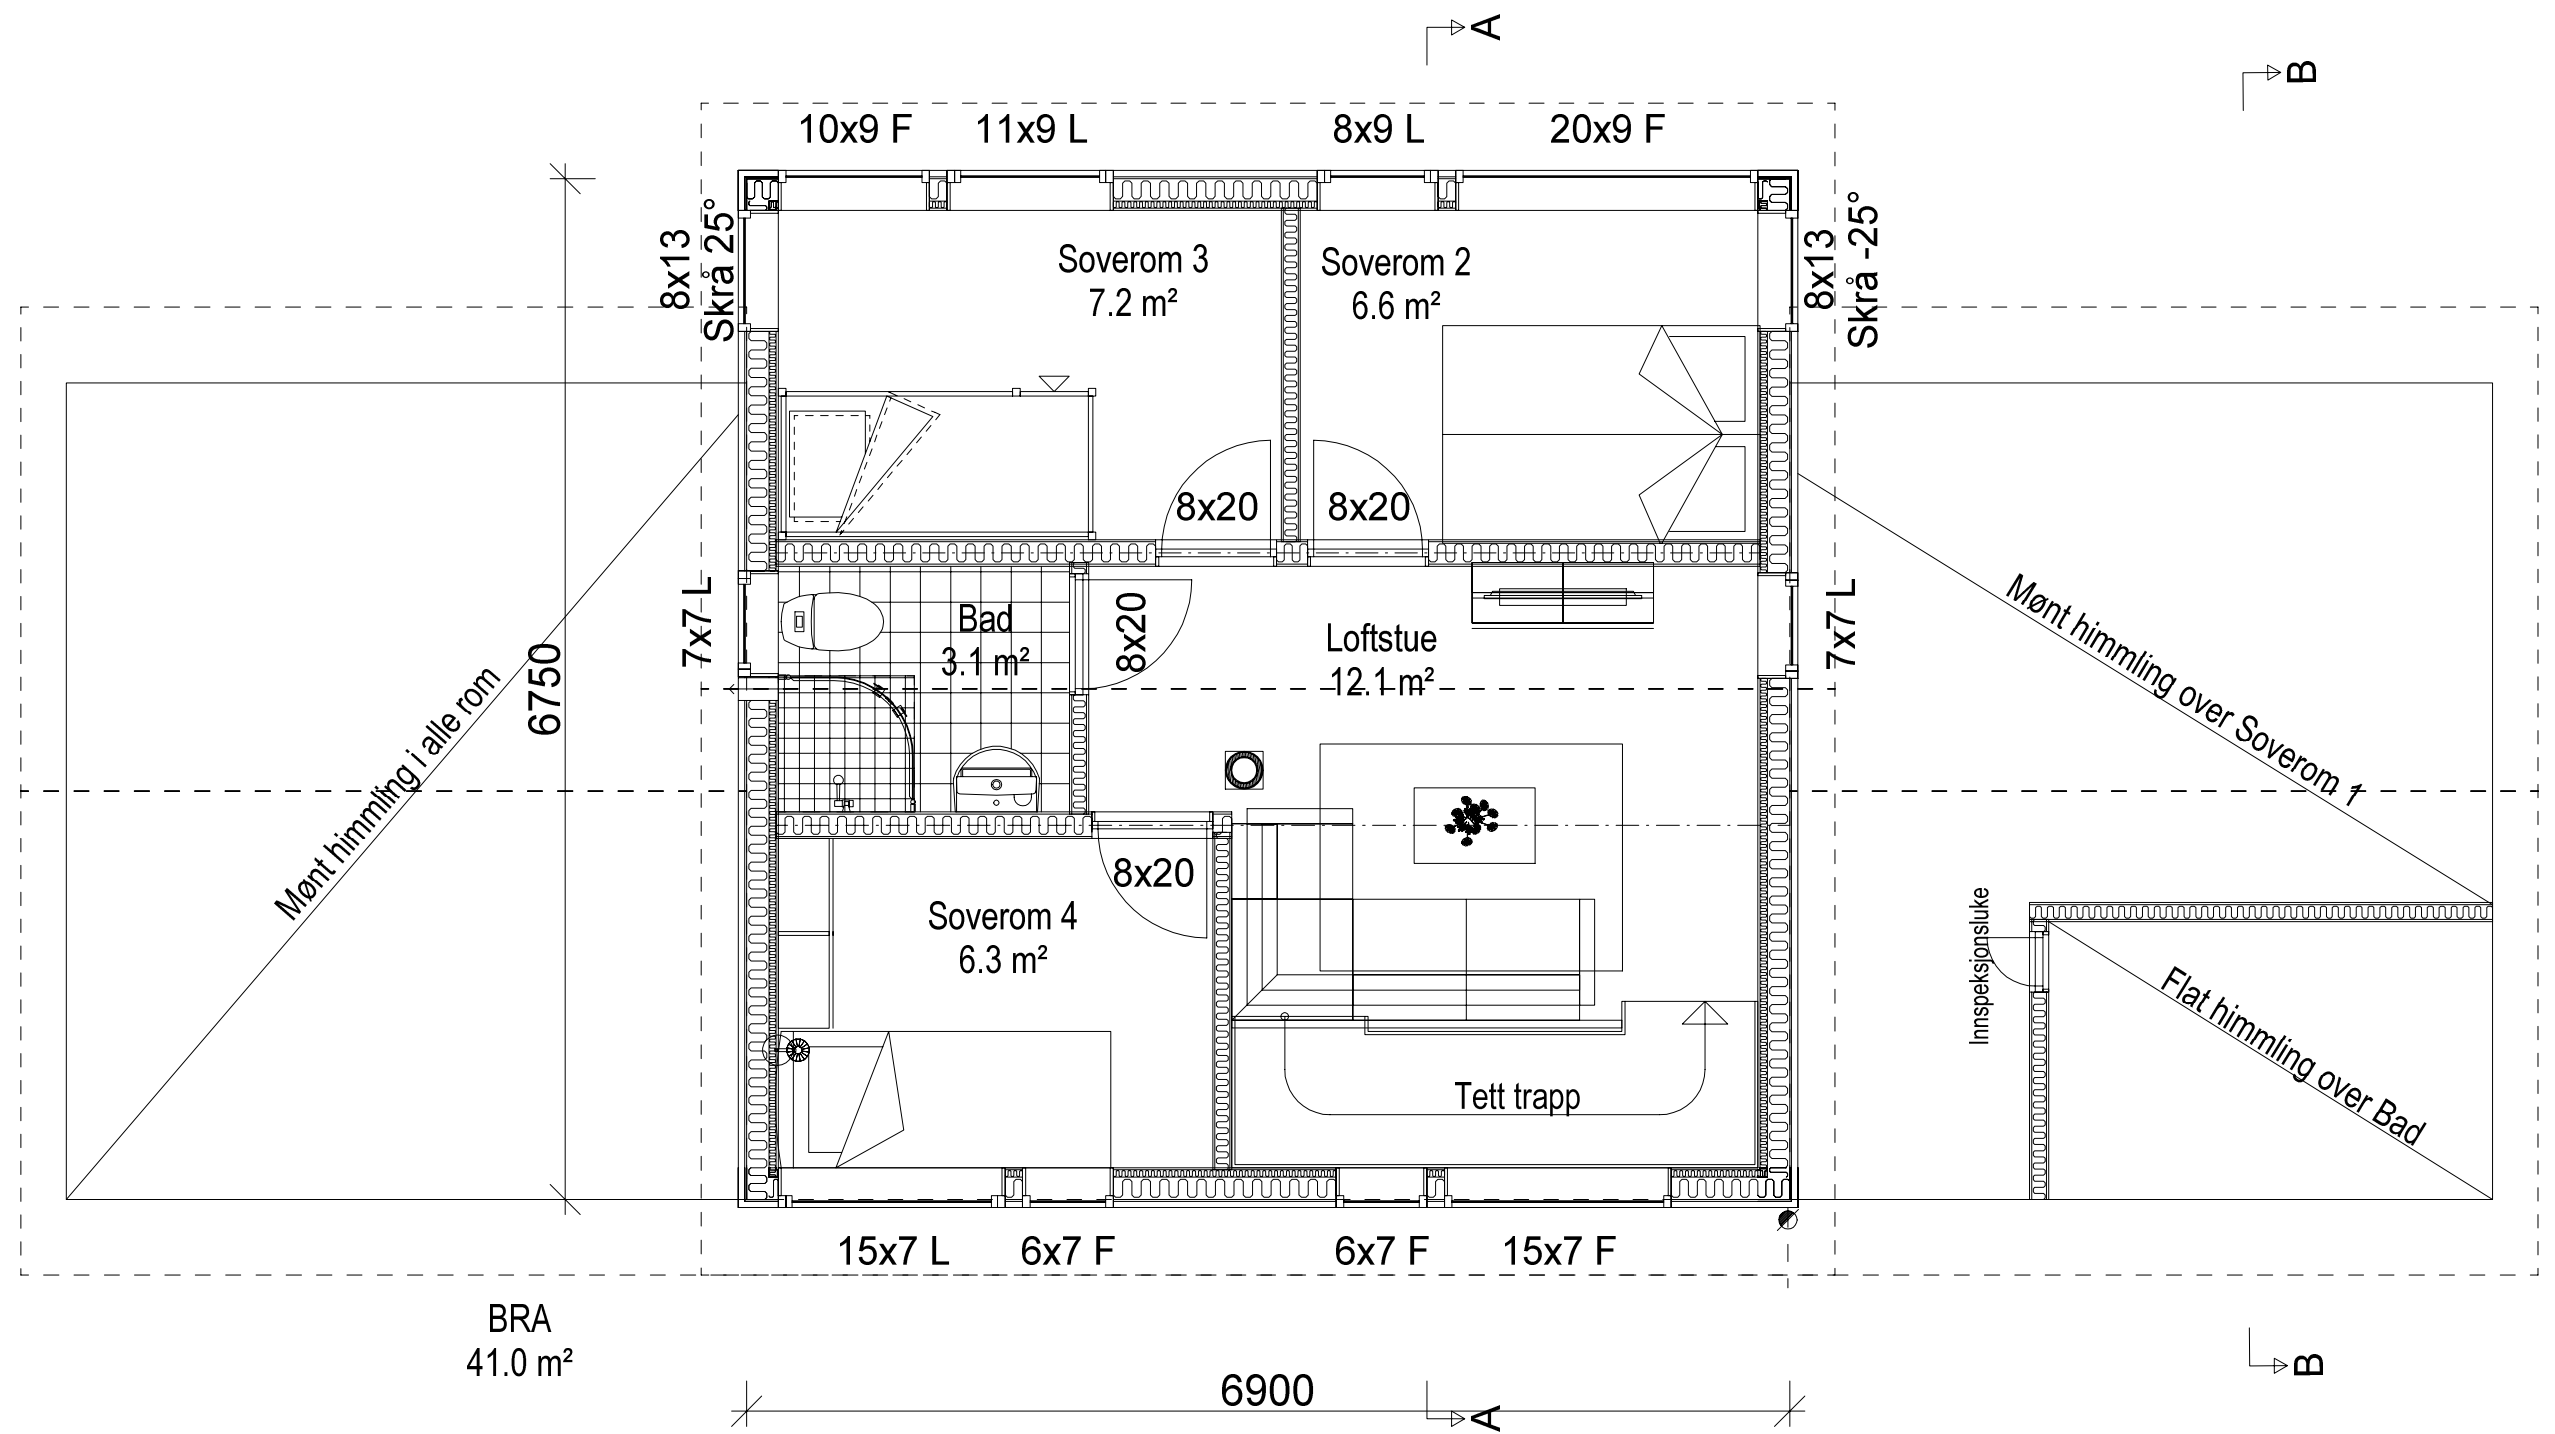 A
B
10x9 F
11x9 L
8x9 L
20x9 F
8x13
Skrå 25°
8x13
Skrå -25°
Soverom 3
7.2 m²
Soverom 2
6.6 m²
8x20
8x20
7x7 L
Bad
3.1 m²
8x20
Loftstue
12.1 m²
7x7 L
6750
Mønt himmling i alle rom
Mønt himmling over Soverom 1
8x20
Soverom 4
6.3 m²
Innspeksjonsluke
Flat himmling over Bad
Tett trapp
15x7 L
6x7 F
6x7 F
15x7 F
BRA
41.0 m²
6900
A
B